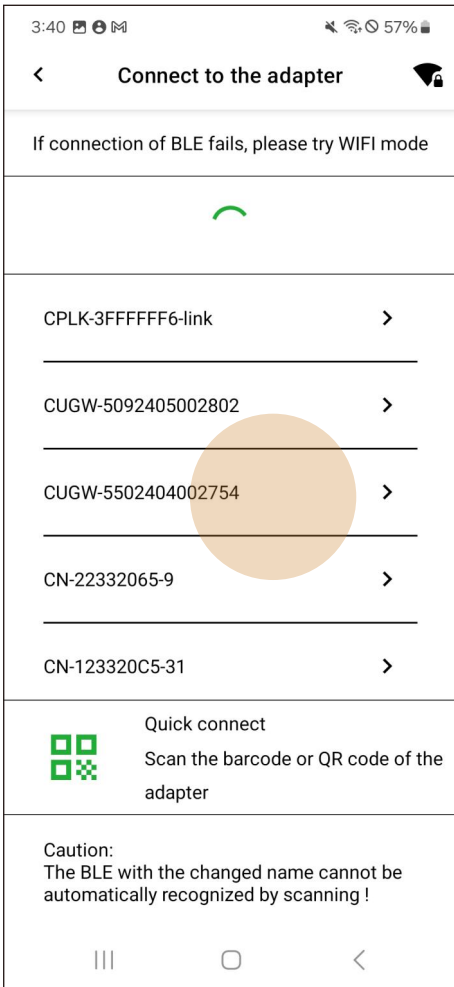 3:40 57%
Connect to the adapter
If connection of BLE fails, please try WIFI mode
CPLK-3FFFFFF6-link
CUGW-5092405002802
CUGW-5502404002754
CN-22332065-9
CN-123320C5-31
Quick connect
Scan the barcode or QR code of the
adapter
Caution:
The BLE with the changed name cannot be
automatically recognized by scanning !